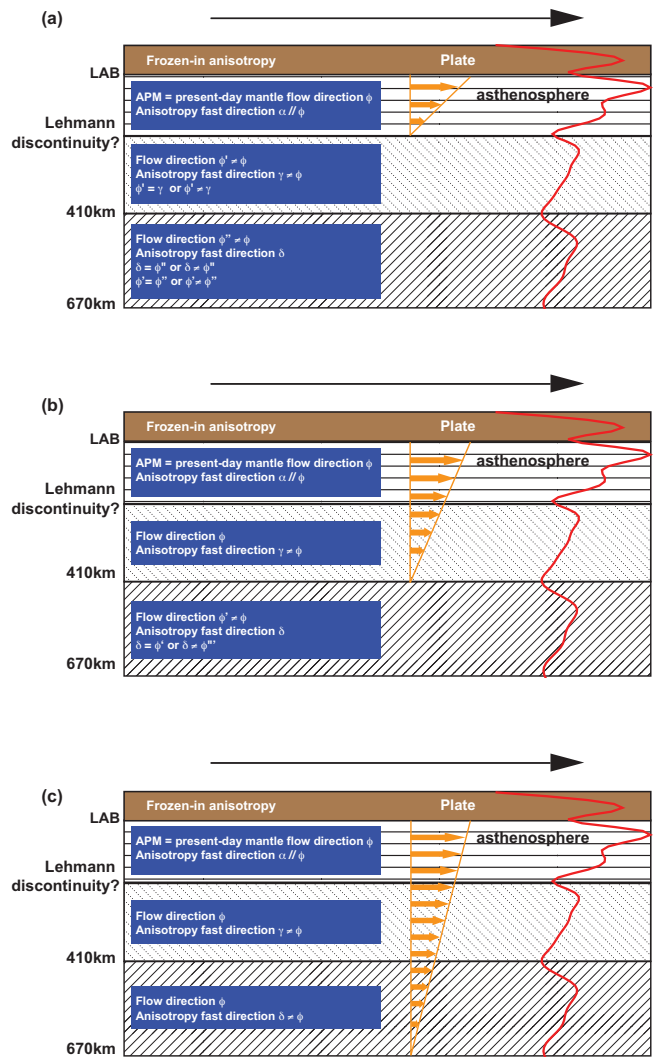 (a)
Frozen-in anisotropy Plate
LAB
APM = present-day mantle flow direction ϕ
Anisotropy fast direction α // ϕ
asthenosphere
Lehmann
discontinuity?
Flow direction ϕ' ≠ ϕ
Anisotropy fast direction γ ≠ ϕ
ϕ' = γ or ϕ' ≠ γ
410km
Flow direction ϕ" ≠ ϕ
Anisotropy fast direction δ
δ = ϕ" or δ ≠ ϕ"
ϕ'= ϕ" or ϕ'≠ ϕ"
670km
(b)
Frozen-in anisotropy Plate
LAB
APM = present-day mantle flow direction ϕ
Anisotropy fast direction α // ϕ
asthenosphere
Lehmann
discontinuity?
Flow direction ϕ
Anisotropy fast direction γ ≠ ϕ
410km
Flow direction ϕ' ≠ ϕ
Anisotropy fast direction δ
δ = ϕ' or δ ≠ ϕ"'
670km
(c)
Frozen-in anisotropy Plate
LAB
APM = present-day mantle flow direction ϕ
Anisotropy fast direction α // ϕ
asthenosphere
Lehmann
discontinuity?
Flow direction ϕ
Anisotropy fast direction γ ≠ ϕ
410km
Flow direction ϕ
Anisotropy fast direction δ ≠ ϕ
670km